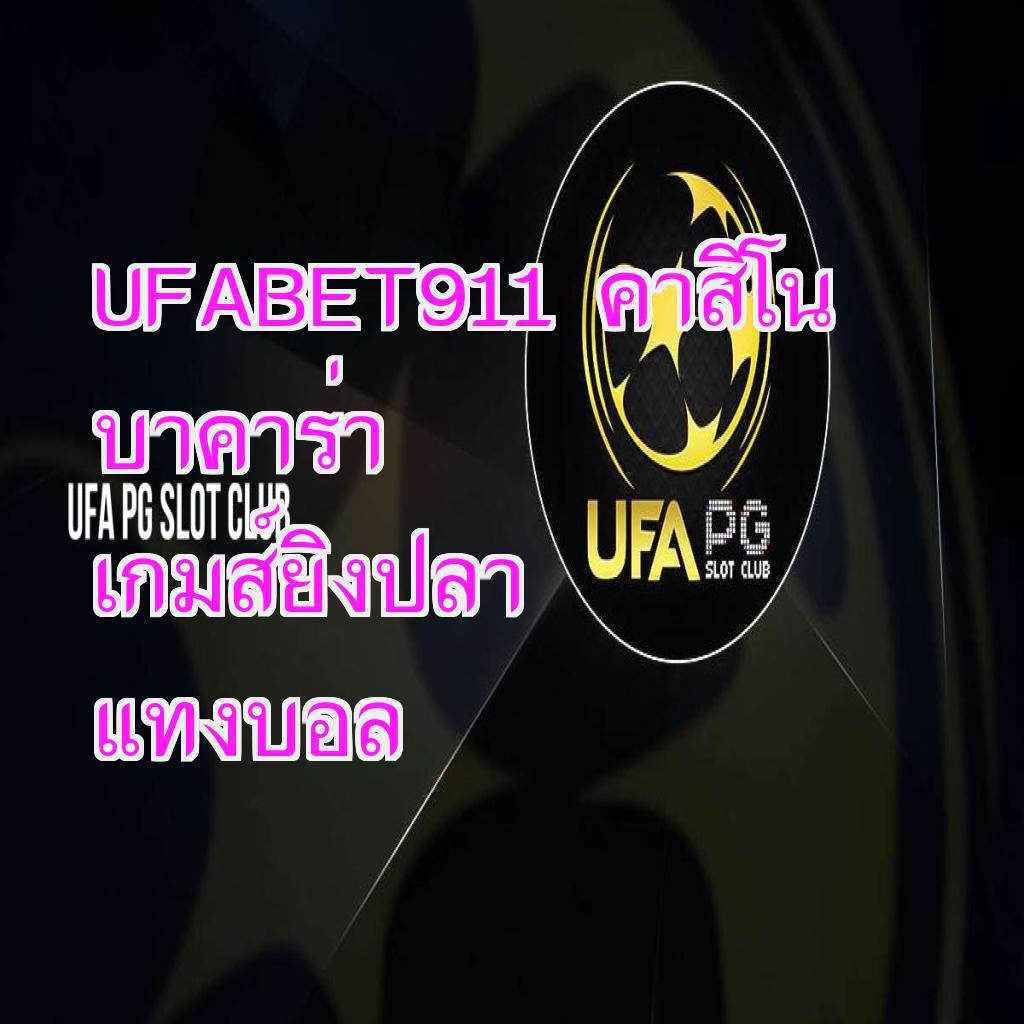 UFABET911 คาสิโน
บาคาร่า
UFA PG SLOT CLUB
เกมส์ยิงปลา
แทงบอล
UFA PG
SLOT CLUB